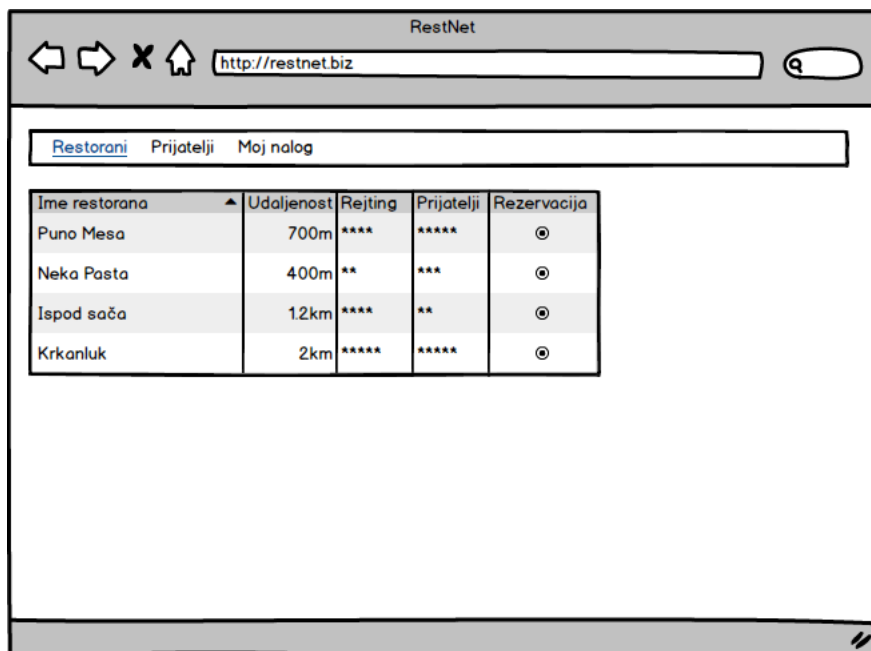 RestNet
http://restnet.biz
Restorani Prijatelji Moj nalog
Ime restorana Udaljenost Rejting Prijatelji Rezervacija
Puno Mesa 700m **** *****
Neka Pasta 400m ** ***
Ispod sača 1.2km **** **
Krkanluk 2km ***** *****